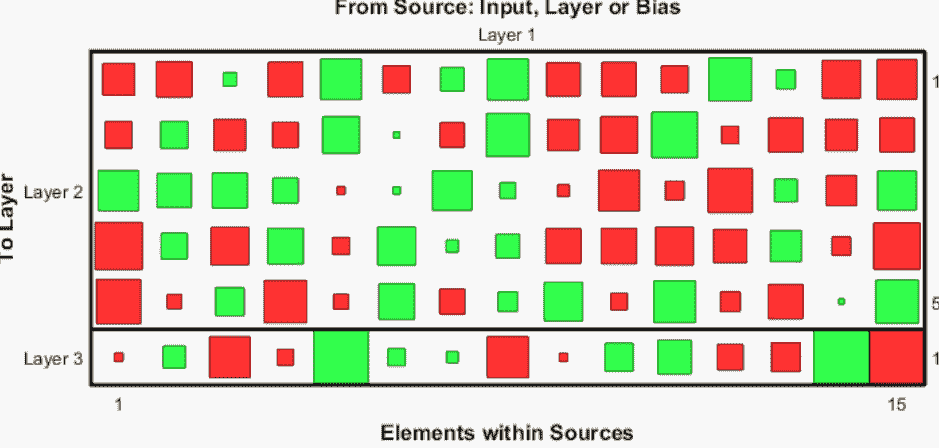 From Source: Input, Layer or Bias
Layer 1
1
To Layer
Layer 2
5
Layer 3
1
1
15
Elements within Sources